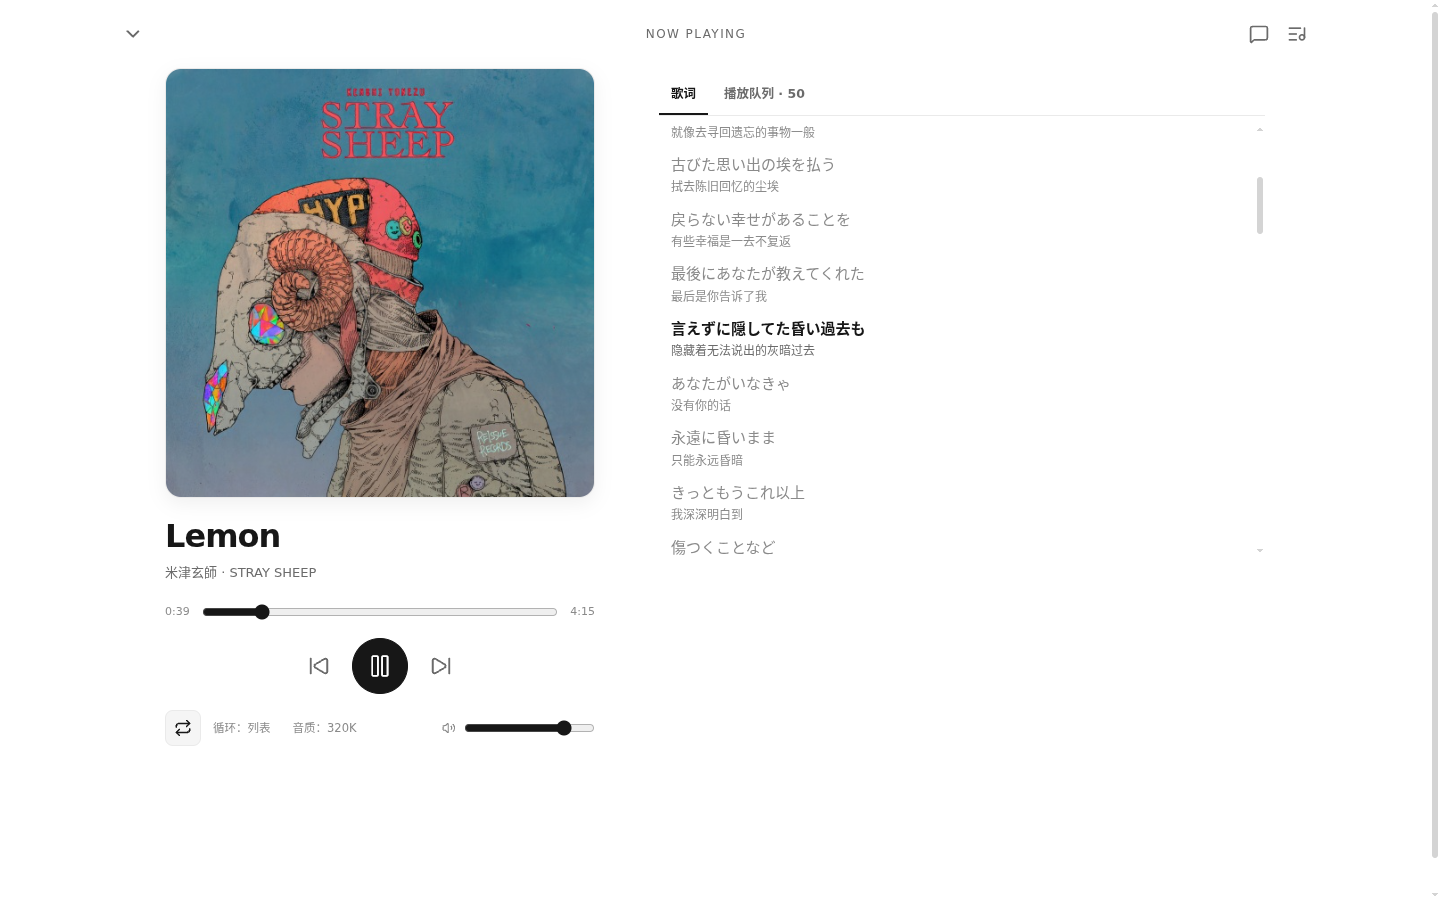 NOW PLAYING
KENSHI YONEZU
STRAY
SHEEP
HYP
REISSUE
RECORDS
Lemon
米津玄師 · STRAY SHEEP
0:39
4:15
循环：列表
音质：320K
歌词
播放队列 · 50
就像去寻回遗忘的事物一般
古びた思い出の埃を払う
拭去陈旧回忆的尘埃
戻らない幸せがあることを
有些幸福是一去不复返
最後にあなたが教えてくれた
最后是你告诉了我
言えずに隠してた昏い過去も
隐藏着无法说出的灰暗过去
あなたがいなきゃ
没有你的话
永遠に昏いまま
只能永远昏暗
きっともうこれ以上
我深深明白到
傷つくことなど